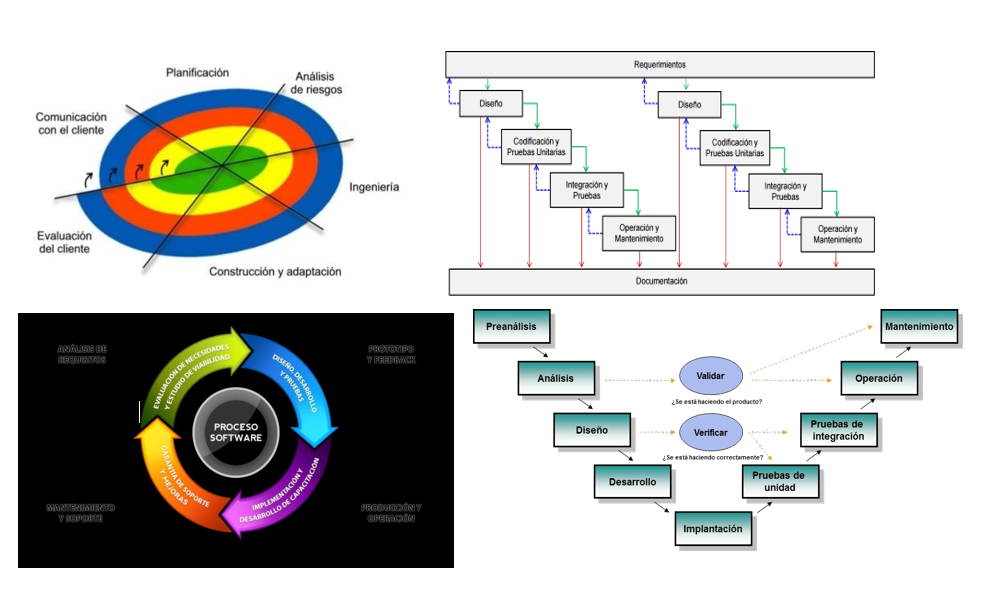 Planificación
Análisis
de riesgos
Comunicación
con el cliente
Ingeniería
Evaluación
del cliente
Construcción y adaptación
Requerimientos
Diseño
Codificación y
Pruebas Unitarias
Integración y
Pruebas
Operación y
Mantenimiento
Diseño
Codificación y
Pruebas Unitarias
Integración y
Pruebas
Operación y
Mantenimiento
Documentación
ANÁLISIS DE
REQUISITOS
PROTOTIPO
Y FEEDBACK
EVALUACIÓN DE NECESIDADES
Y ESTUDIO DE VIABILIDAD
DISEÑO, DESARROLLO
Y PRUEBAS
PROCESO
SOFTWARE
GARANTÍA DE SOPORTE
Y MEJORAS
IMPLEMENTACIÓN Y
DESARROLLO DE CAPACITACIÓN
MANTENIMIENTO
Y SOPORTE
PRODUCCIÓN Y
OPERACIÓN
Preanálisis
Mantenimiento
Análisis
Validar
Operación
¿Se está haciendo el producto?
Diseño
Verificar
Pruebas de
integración
¿Se está haciendo correctamente?
Desarrollo
Pruebas de
unidad
Implantación